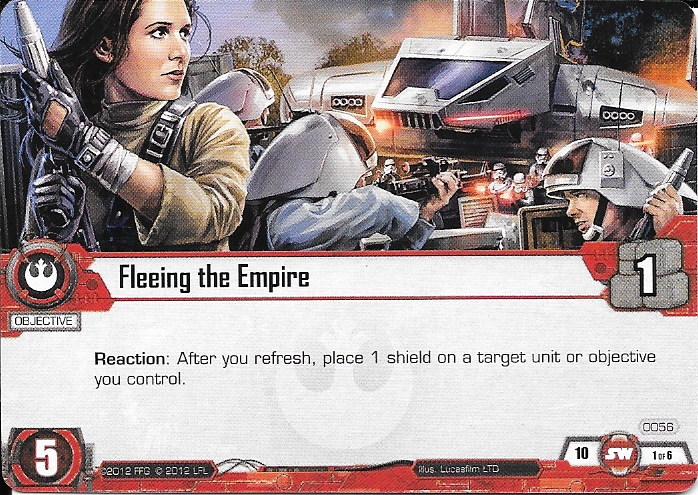 Fleeing the Empire
1
OBJECTIVE
Reaction: After you refresh, place 1 shield on a target unit or objective
you control.
0056
5
©2012 FFG © 2012 LFL
Illus. Lucasfilm LTD
10 SW 1 OF 6